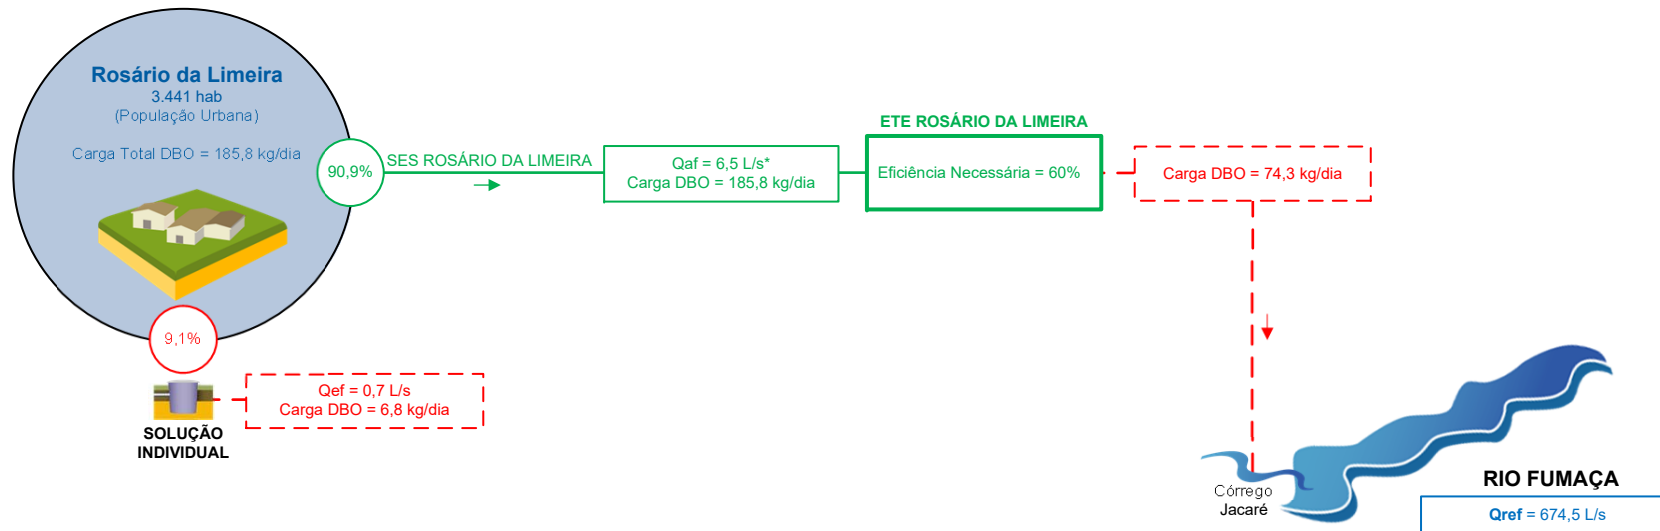 Rosário da Limeira
3.441 hab
(População Urbana)
Carga Total DBO = 185,8 kg/dia
90,9%
SES ROSÁRIO DA LIMEIRA
Qaf = 6,5 L/s*
Carga DBO = 185,8 kg/dia
ETE ROSÁRIO DA LIMEIRA
Eficiência Necessária = 60%
Carga DBO = 74,3 kg/dia
9,1%
SOLUÇÃO
INDIVIDUAL
Qef = 0,7 L/s
Carga DBO = 6,8 kg/dia
Córrego
Jacaré
RIO FUMAÇA
Qref = 674,5 L/s